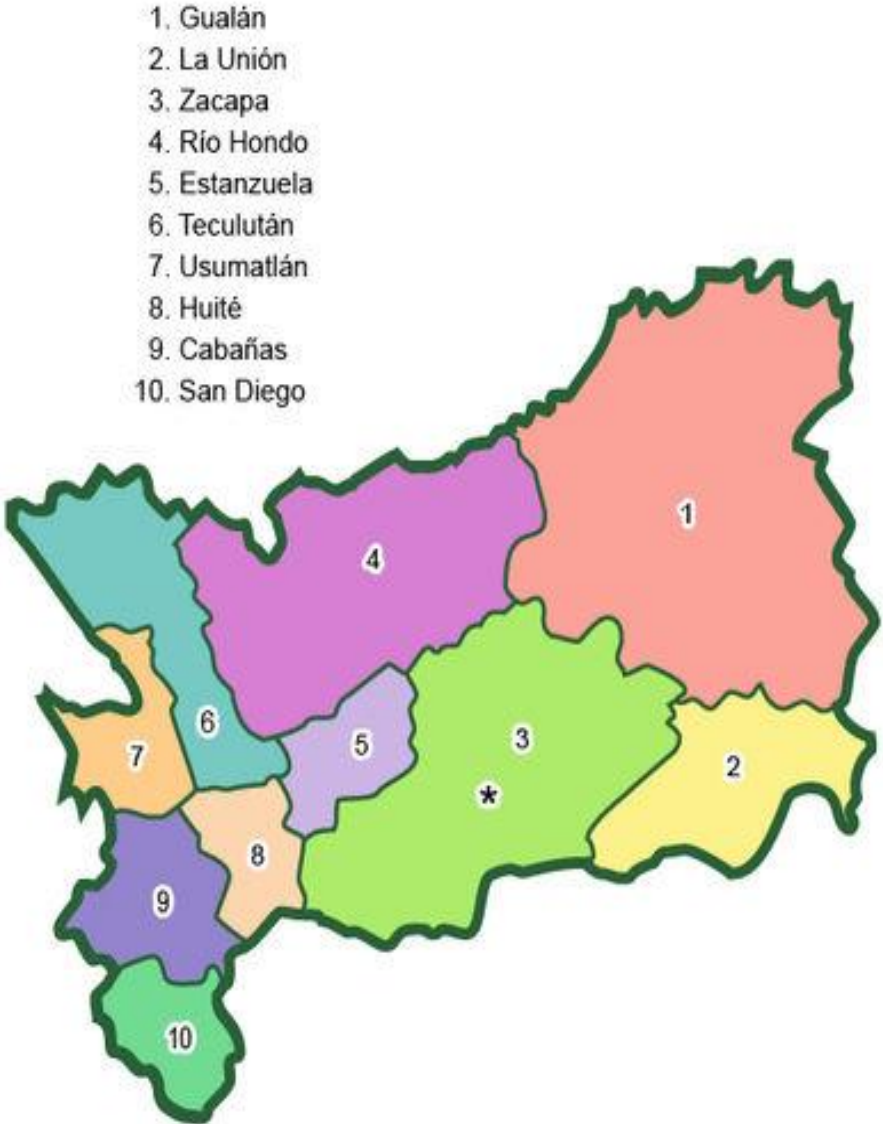 1. Gualán
2. La Unión
3. Zacapa
4. Río Hondo
5. Estanzuela
6. Teculután
7. Usumatlán
8. Huité
9. Cabañas
10. San Diego
1
4
2
3
5
6
7
*
8
9
10